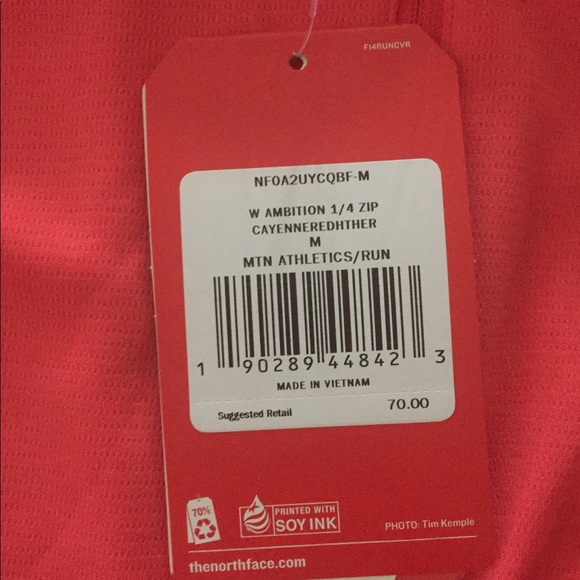 FI4RUNCVR
NF0A2UYCQBF-M
W AMBITION 1/4 ZIP
CAYENNEREDHTHER
M
MTN ATHLETICS/RUN
1 90289 44842 3
MADE IN VIETNAM
Suggested Retail 70.00
70%
PRINTED WITH
SOY INK
PHOTO: Tim Kemple
thenorthface.com